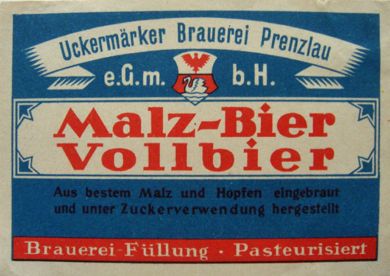 Uckermärker Brauerei Prenzlau
e.G.m. b.H.
Malz-Bier
Vollbier
Aus bestem Malz und Hopfen eingebraut
und unter Zuckerverwendung hergestellt
Brauerei-Füllung · Pasteurisiert